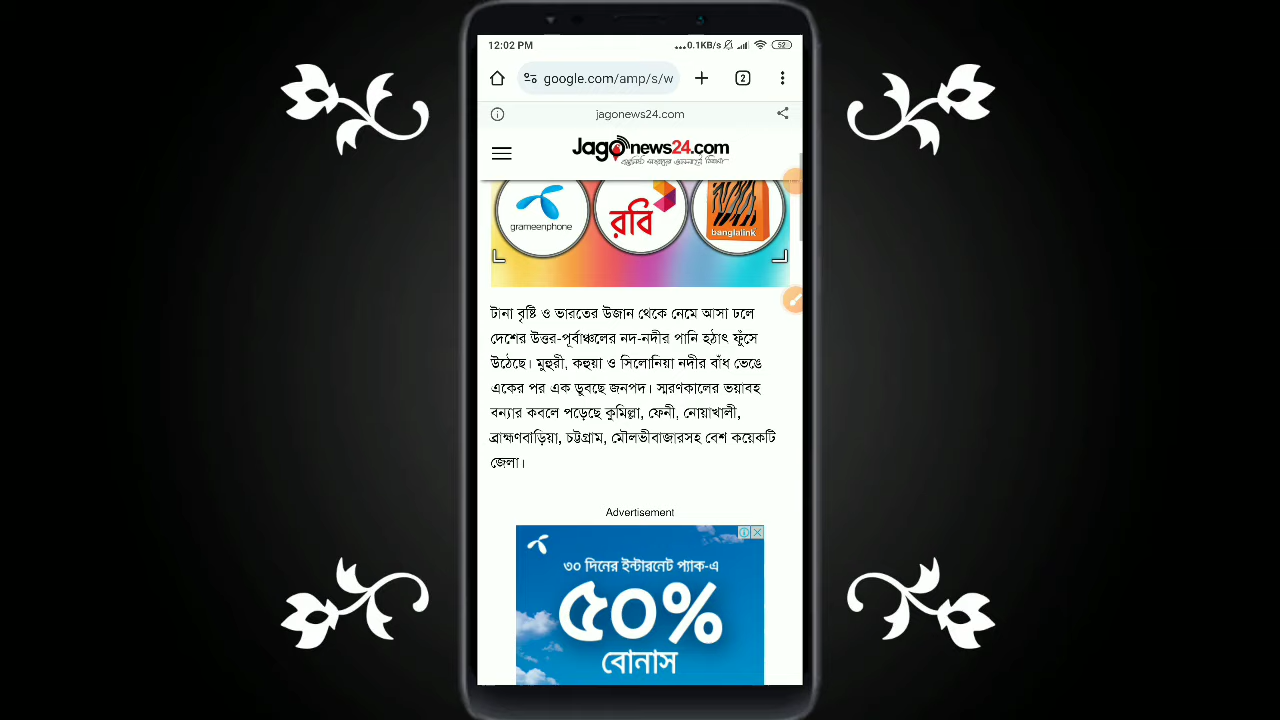 12:02 PM
...0.1KB/s
52
google.com/amp/s/w
2
jagonews24.com
Jagonews24.com
grameenphone
রবি
banglalink
টানা বৃষ্টি ও ভারতের উজান থেকে নেমে আসা ঢলে
দেশের উত্তর-পূর্বাঞ্চলের নদ-নদীর পানি হঠাৎ ফুঁসে
উঠেছে। মুহুরী, কহুয়া ও সিলোনিয়া নদীর বাঁধ ভেঙে
একের পর এক ডুবছে জনপদ। স্মরণকালের ভয়াবহ
বন্যার কবলে পড়েছে কুমিল্লা, ফেনী, নোয়াখালী,
ব্রাহ্মণবাড়িয়া, চট্টগ্রাম, মৌলভীবাজারসহ বেশ কয়েকটি
জেলা।
Advertisement
৩০ দিনের ইন্টারনেট প্যাক-এ
৫০%
বোনাস